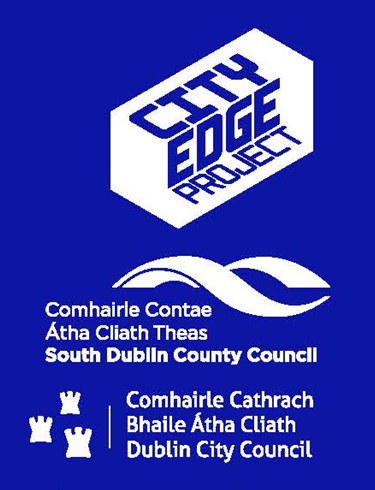 CITY
EDGE
PROJECT
Comhairle Contae
Átha Cliath Theas
South Dublin County Council
Comhairle Cathrach
Bhaile Átha Cliath
Dublin City Council